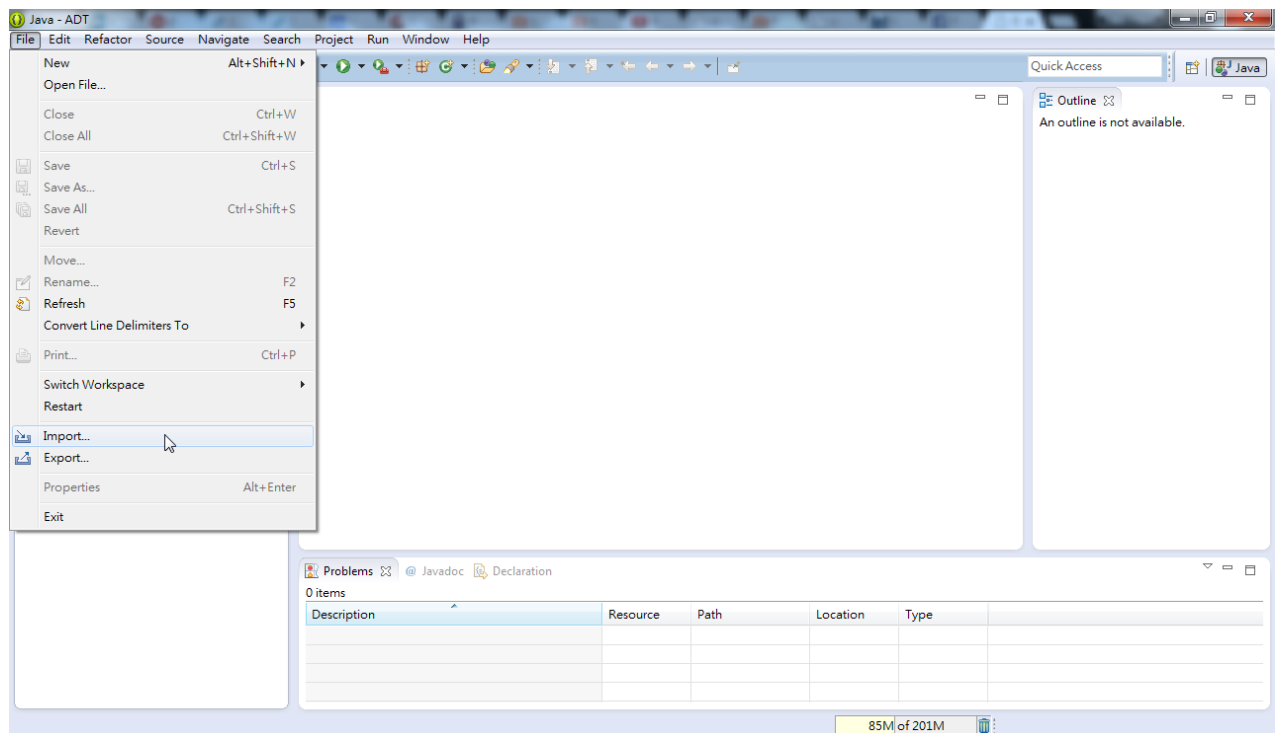 Java - ADT
File Edit Refactor Source Navigate Search Project Run Window Help
New Alt+Shift+N
Open File...
Close Ctrl+W
Close All Ctrl+Shift+W
Save Ctrl+S
Save As...
Save All Ctrl+Shift+S
Revert
Move...
Rename... F2
Refresh F5
Convert Line Delimiters To
Print... Ctrl+P
Switch Workspace
Restart
Import...
Export...
Properties Alt+Enter
Exit
Quick Access
Java
Outline
An outline is not available.
Problems @ Javadoc Declaration
0 items
Description Resource Path Location Type
85M of 201M